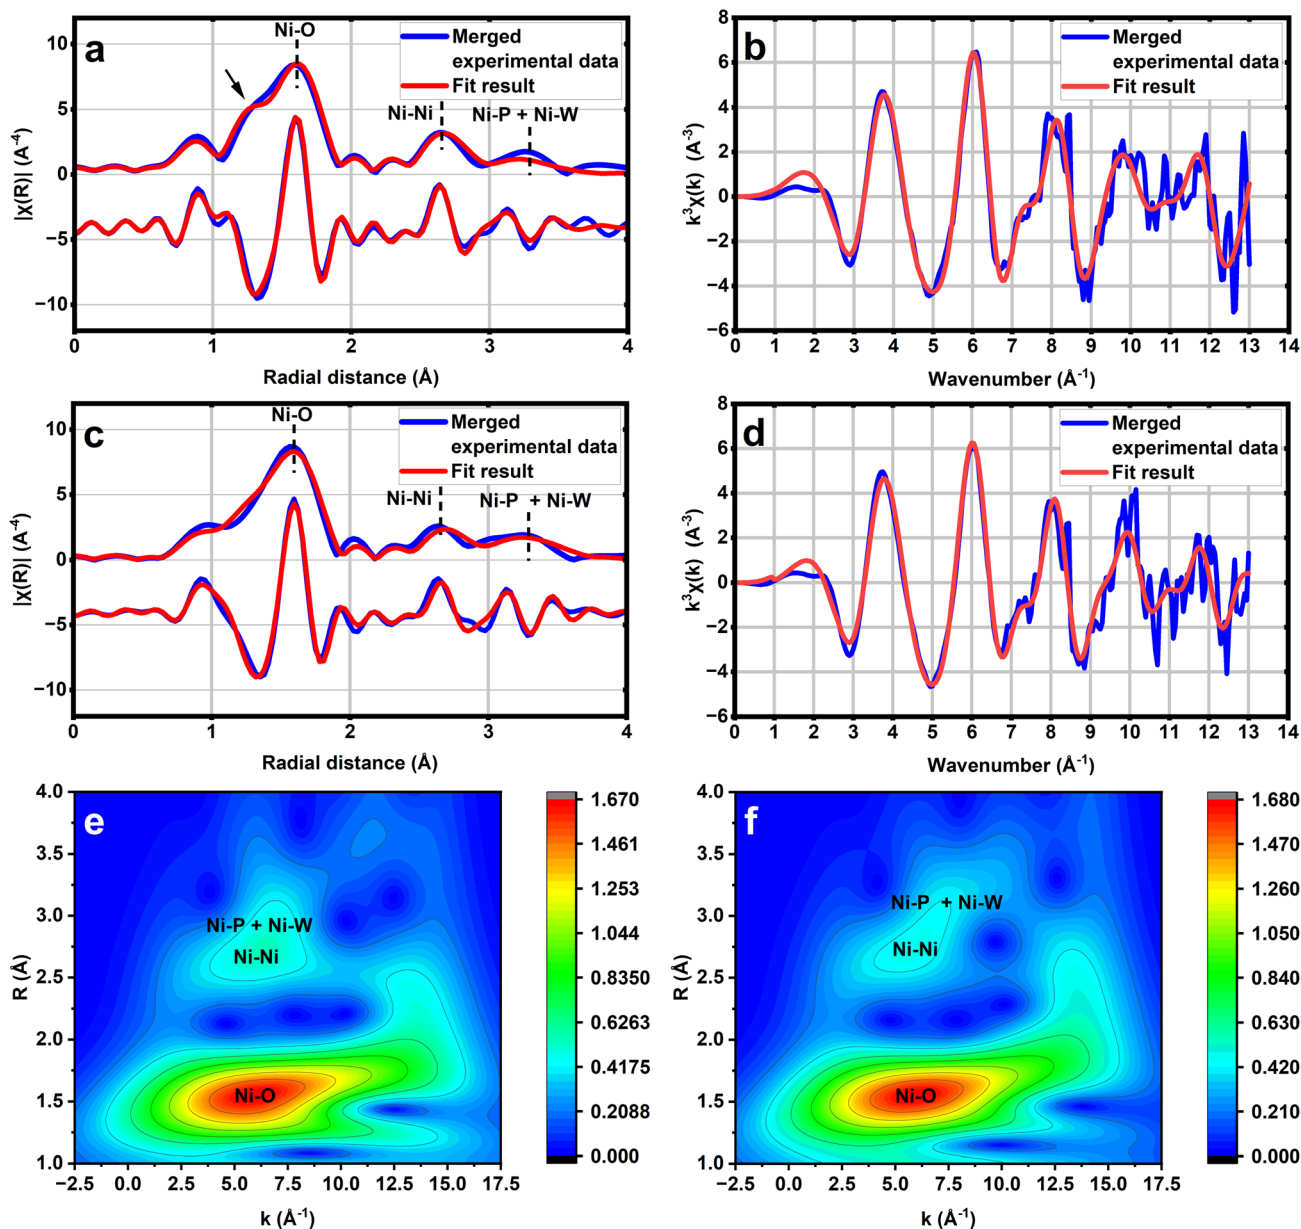 a
Ni-O
Merged
experimental data
Fit result
Ni-Ni
Ni-P + Ni-W
10
5
0
−5
−10
|χ(R)| (A⁻⁴)
0
1
2
3
4
Radial distance (Å)
b
Merged
experimental data
Fit result
8
6
4
2
0
−2
−4
−6
k³χ(k) (A⁻³)
0 1 2 3 4 5 6 7 8 9 10 11 12 13 14
Wavenumber (Å⁻¹)
c
Ni-O
Merged
experimental data
Fit result
Ni-Ni
Ni-P + Ni-W
10
5
0
−5
−10
|χ(R)| (A⁻⁴)
0
1
2
3
4
Radial distance (Å)
d
Merged
experimental data
Fit result
8
6
4
2
0
−2
−4
−6
k³χ(k) (A⁻³)
0 1 2 3 4 5 6 7 8 9 10 11 12 13 14
Wavenumber (Å⁻¹)
e
Ni-P + Ni-W
Ni-Ni
Ni-O
4.0
3.5
3.0
2.5
2.0
1.5
1.0
R (Å)
−2.5 0.0 2.5 5.0 7.5 10.0 12.5 15.0 17.5
k (Å⁻¹)
1.670
1.461
1.253
1.044
0.8350
0.6263
0.4175
0.2088
0.000
f
Ni-P + Ni-W
Ni-Ni
Ni-O
4.0
3.5
3.0
2.5
2.0
1.5
1.0
R (Å)
−2.5 0.0 2.5 5.0 7.5 10.0 12.5 15.0 17.5
k (Å⁻¹)
1.680
1.470
1.260
1.050
0.840
0.630
0.420
0.210
0.000